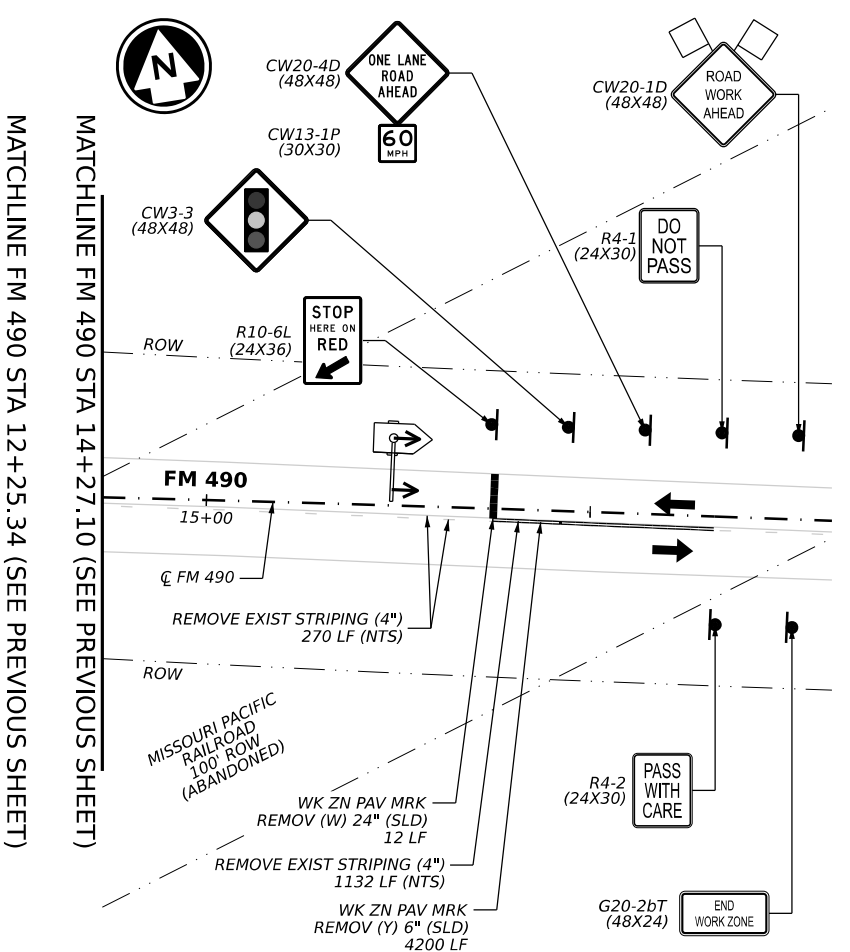 MATCHLINE FM 490 STA 12+25.34 (SEE PREVIOUS SHEET)
MATCHLINE FM 490 STA 14+27.10 (SEE PREVIOUS SHEET)
N
CW20-4D
(48X48)
ONE LANE
ROAD
AHEAD
CW13-1P
(30X30)
60
MPH
CW20-1D
(48X48)
ROAD
WORK
AHEAD
CW3-3
(48X48)
R4-1
(24X30)
DO
NOT
PASS
R10-6L
(24X36)
STOP
HERE ON
RED
ROW
FM 490
15+00
℄ FM 490
REMOVE EXIST STRIPING (4")
270 LF (NTS)
ROW
MISSOURI PACIFIC
RAILROAD
100' ROW
(ABANDONED)
WK ZN PAV MRK
REMOV (W) 24" (SLD)
12 LF
REMOVE EXIST STRIPING (4")
1132 LF (NTS)
WK ZN PAV MRK
REMOV (Y) 6" (SLD)
4200 LF
R4-2
(24X30)
PASS
WITH
CARE
G20-2bT
(48X24)
END
WORK ZONE